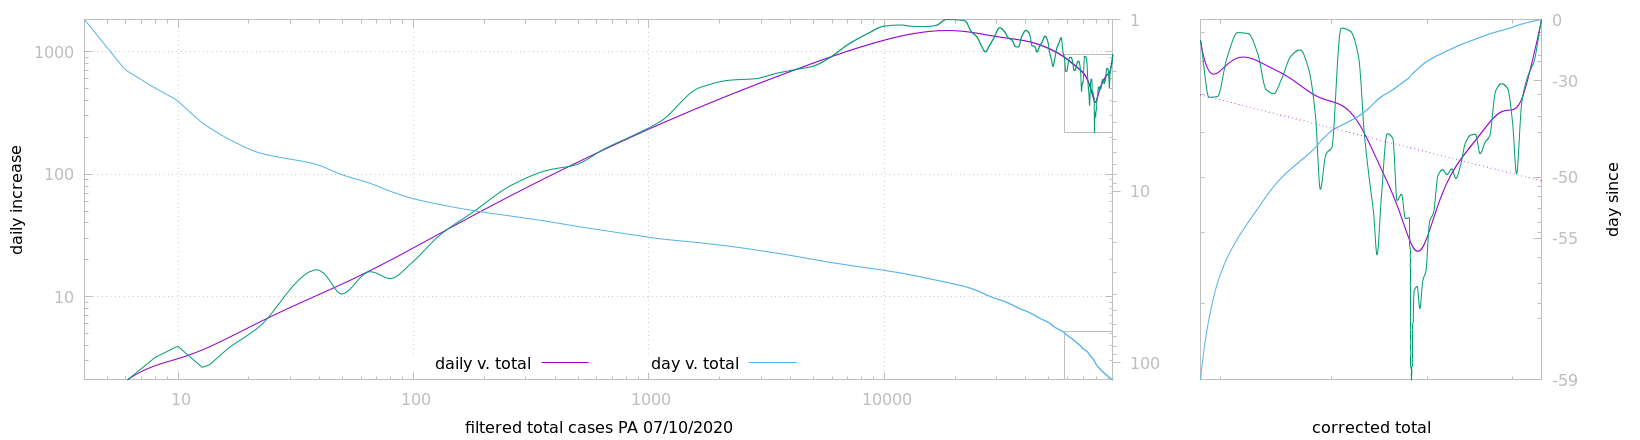 daily increase
1000
100
10
10
100
1000
10000
1
10
100
daily v. total
day v. total
filtered total cases PA 07/10/2020
0
-30
-50
-55
-59
day since
corrected total